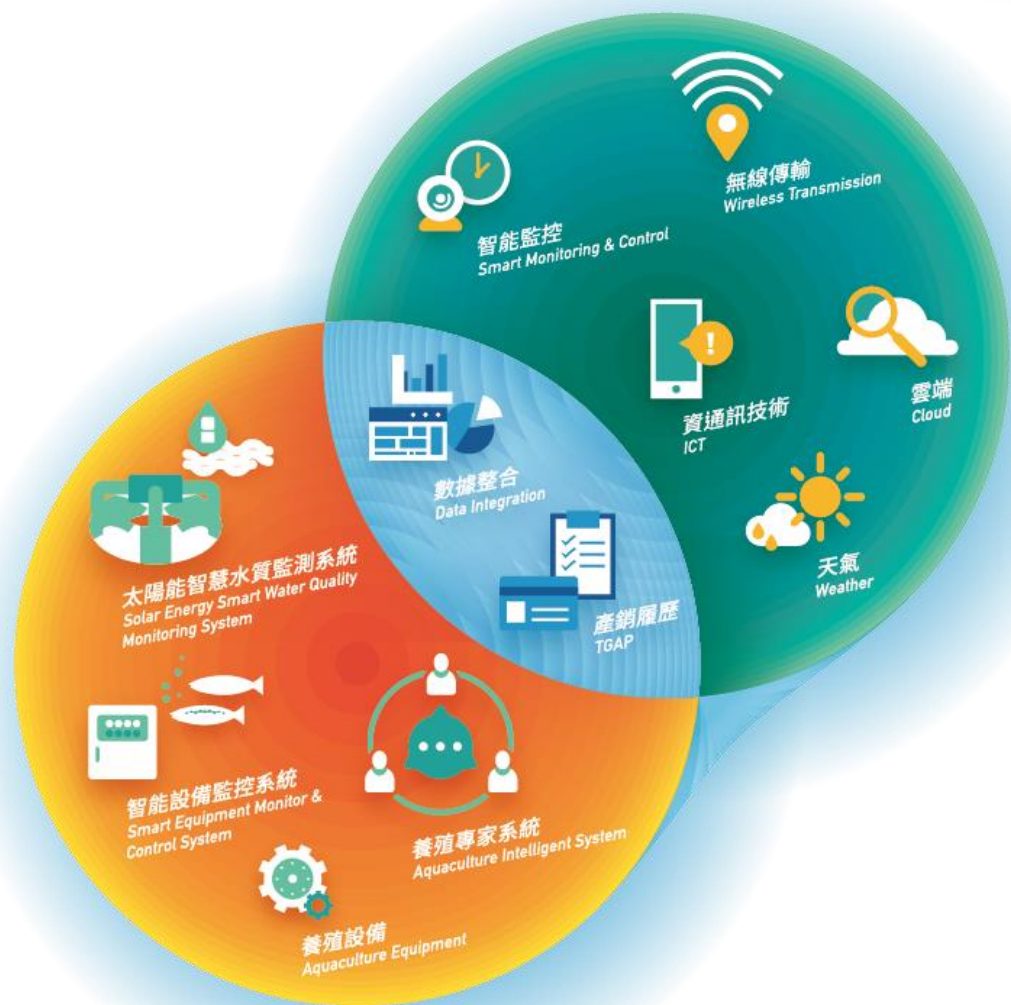 無線傳輸
Wireless Transmission
智能監控
Smart Monitoring & Control
資通訊技術
ICT
雲端
Cloud
天氣
Weather
數據整合
Data Integration
產銷履歷
TGAP
太陽能智慧水質監測系統
Solar Energy Smart Water Quality
Monitoring System
智能設備監控系統
Smart Equipment Monitor &
Control System
養殖專家系統
Aquaculture Intelligent System
養殖設備
Aquaculture Equipment